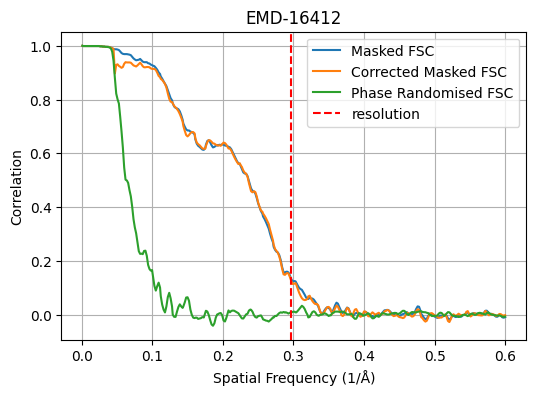 EMD-16412
Masked FSC
Corrected Masked FSC
Phase Randomised FSC
resolution
Correlation
1.0
0.8
0.6
0.4
0.2
0.0
0.0 0.1 0.2 0.3 0.4 0.5 0.6
Spatial Frequency (1/Å)